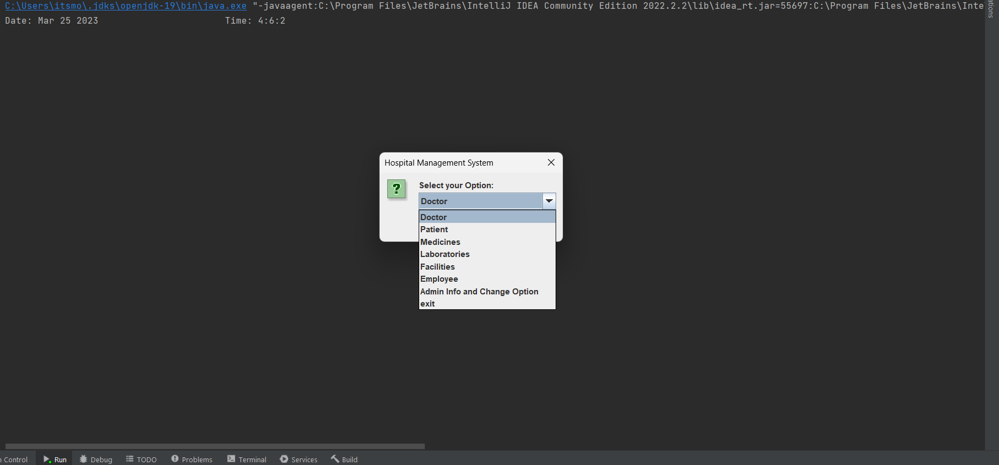 C:\Users\itsmo\.jdks\openjdk-19\bin\java.exe "-javaagent:C:\Program Files\JetBrains\IntelliJ IDEA Community Edition 2022.2.2\lib\idea_rt.jar=55697:C:\Program Files\JetBrains\Inte
Date: Mar 25 2023 Time: 4:6:2
ations
Hospital Management System
Select your Option:
Doctor
Doctor
Patient
Medicines
Laboratories
Facilities
Employee
Admin Info and Change Option
exit
n Control Run Debug TODO Problems Terminal Services Build